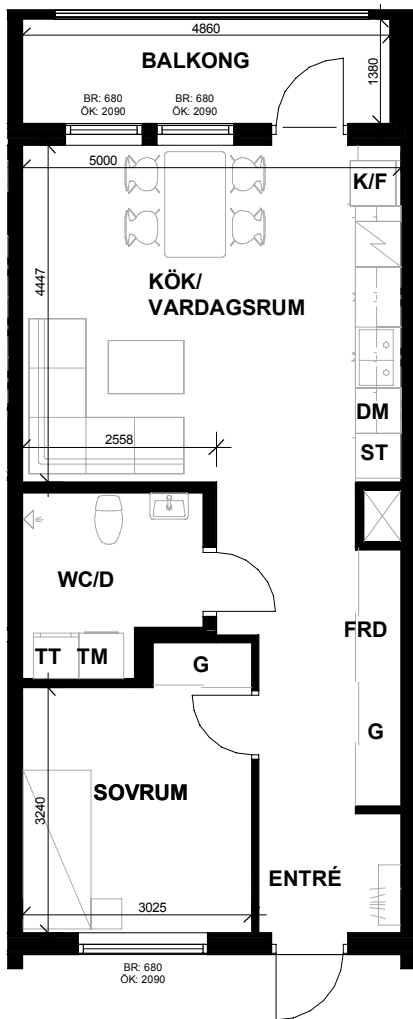 4860
BALKONG
1380
BR: 680
ÖK: 2090
BR: 680
ÖK: 2090
5000
K/F
4447
KÖK/
VARDAGSRUM
DM
2558
ST
WC/D
FRD
TT
TM
G
G
SOVRUM
3240
ENTRÉ
3025
BR: 680
ÖK: 2090